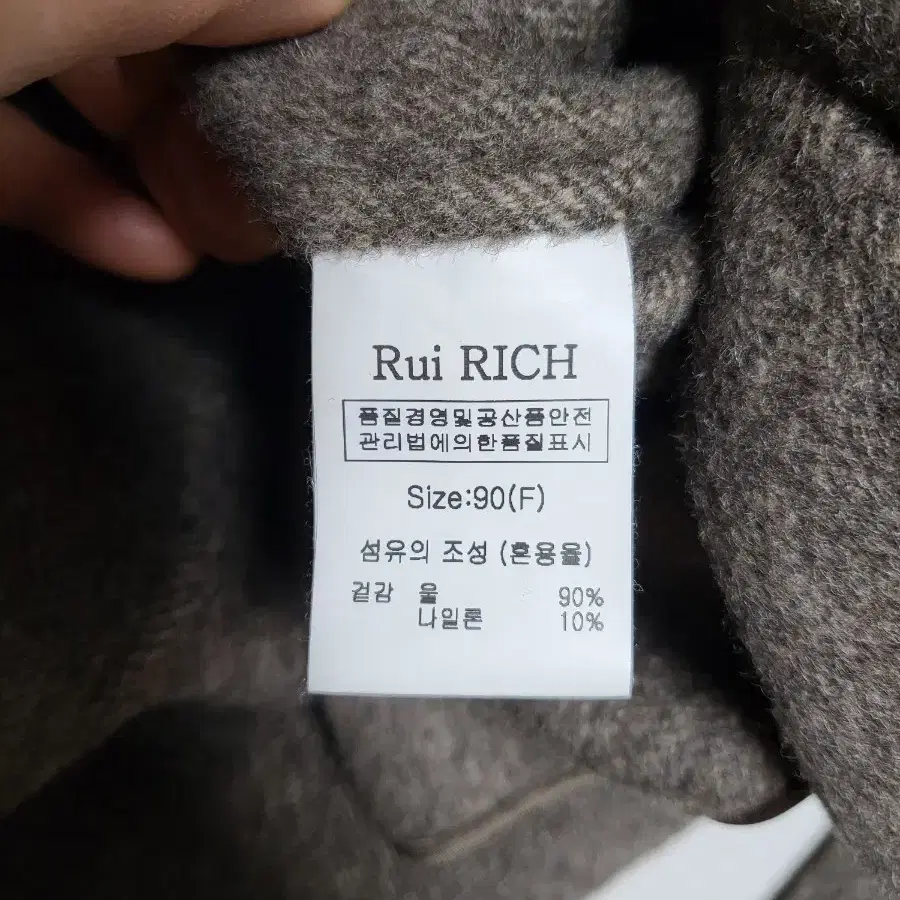 Rui RICH
품질경영및공산품안전
관리법에의한품질표시
Size:90(F)
섬유의 조성 (혼용율)
겉감 울 90%
나일론 10%